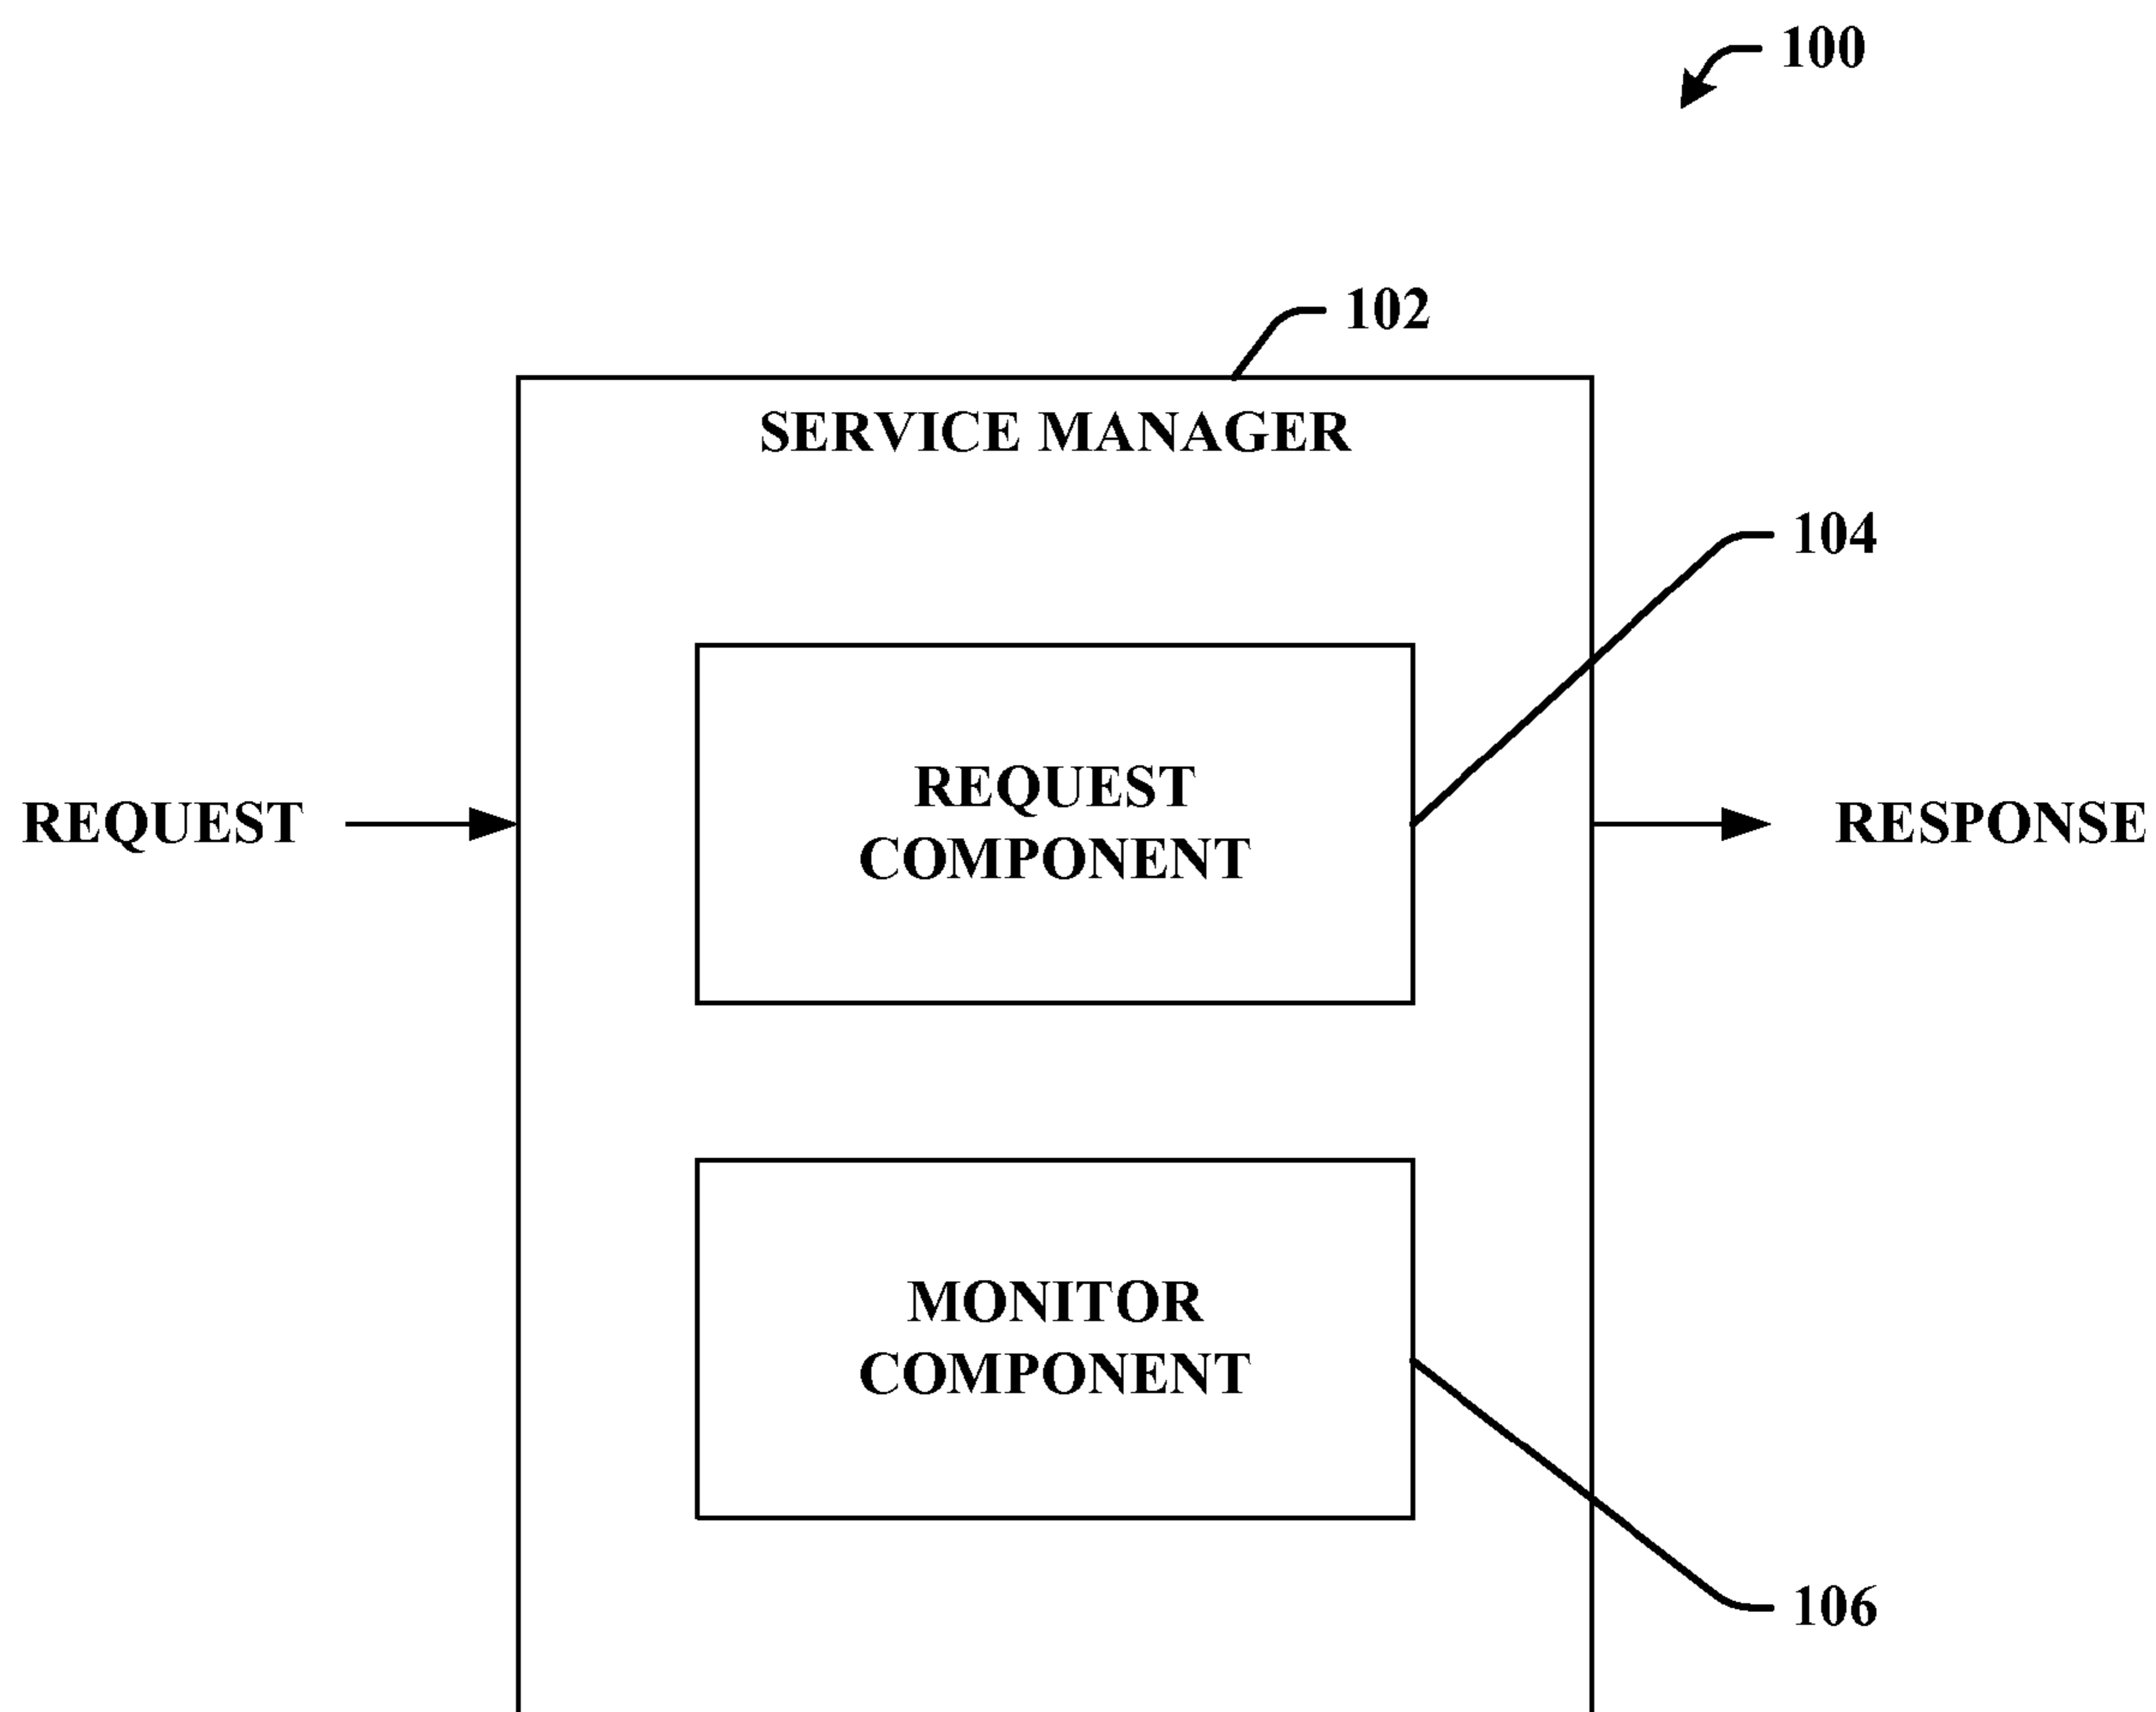 100
102
SERVICE MANAGER
104
REQUEST
COMPONENT
REQUEST
RESPONSE
MONITOR
COMPONENT
106